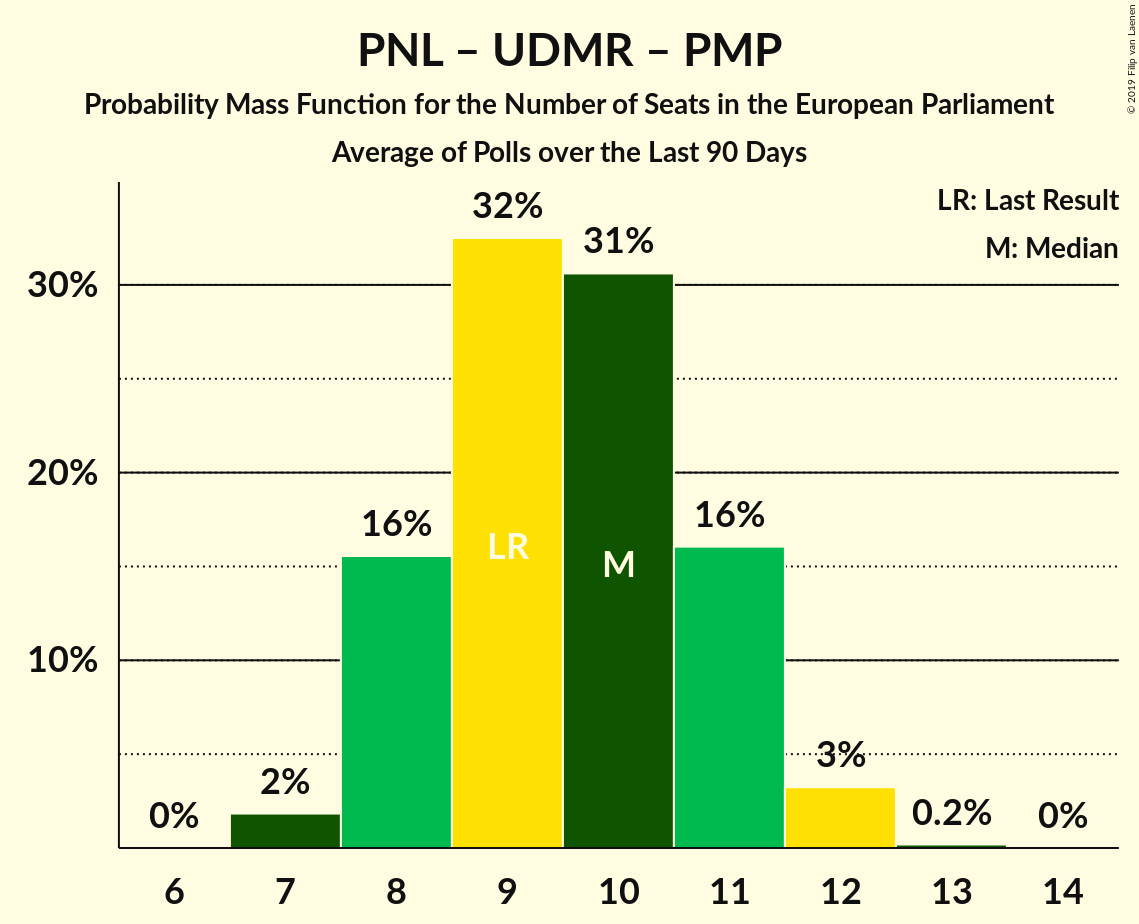 PNL – UDMR – PMP
Probability Mass Function for the Number of Seats in the European Parliament
Average of Polls over the Last 90 Days
© 2019 Filip van Laenen
LR: Last Result
M: Median
32%
31%
30%
20%
16%
16%
LR
M
10%
3%
2%
0%
0.2%
0%
6 7 8 9 10 11 12 13 14